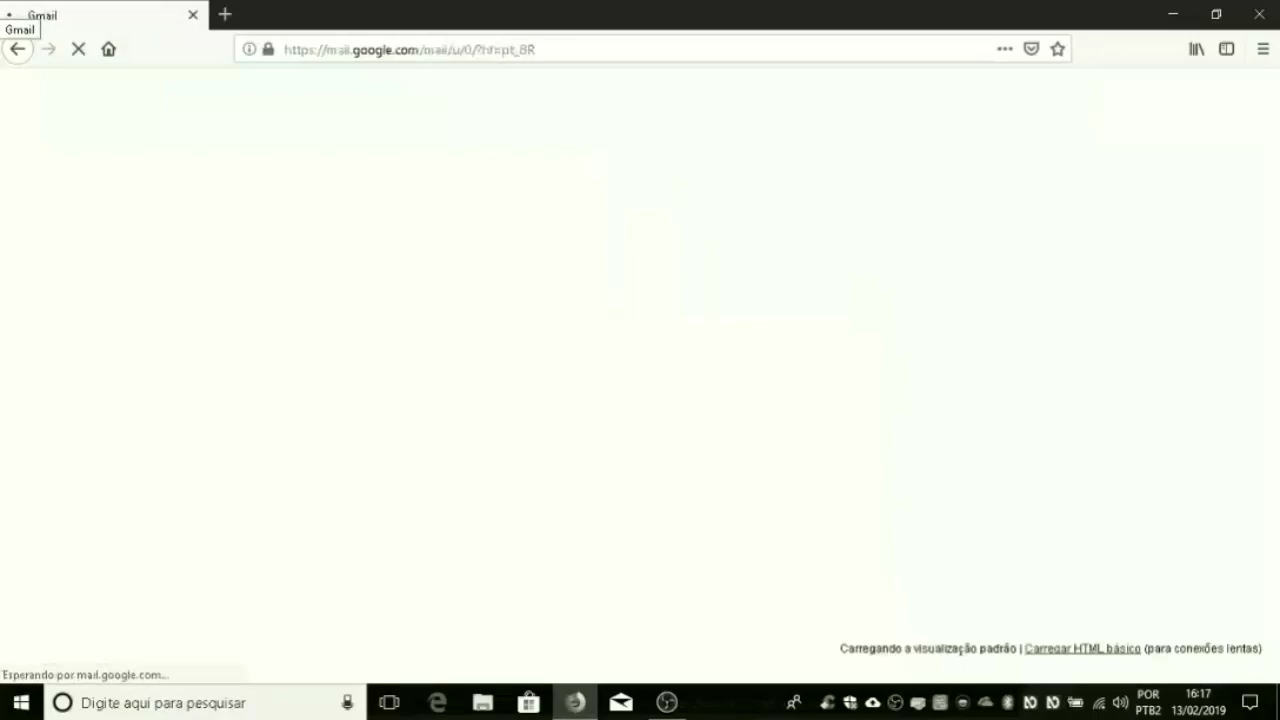 Gmail
Gmail
https://mail.google.com/mail/u/0/?hl=pt_BR
Carregando a visualização padrão | Carregar HTML básico (para conexões lentas)
Esperando por mail.google.com...
Digite aqui para pesquisar
POR
PTB2
16:17
13/02/2019